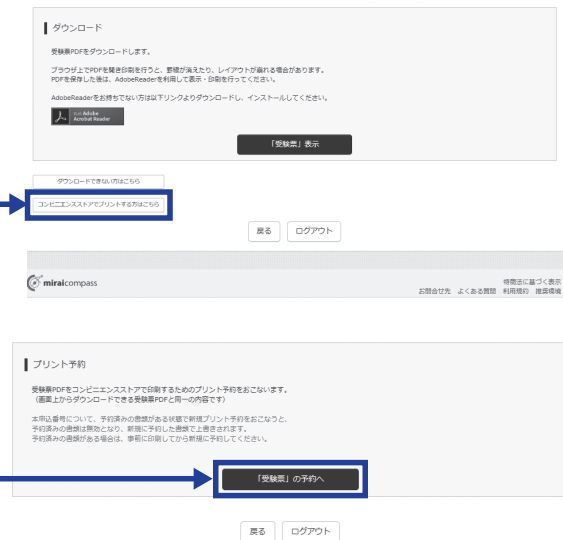 ダウンロード
受験票PDFをダウンロードします。
ブラウザ上でPDFを開き印刷を行うと、罫線が消えたり、レイアウトが崩れる場合があります。
PDFを保存した後は、AdobeReaderを利用して表示・印刷を行ってください。
AdobeReaderをお持ちでない方は以下リンクよりダウンロードし、インストールしてください。
Get Adobe
Acrobat Reader
「受験票」表示
ダウンロードできない方はこちら
コンビニエンスストアでプリントする方はこちら
戻る ログアウト
miraicompass
特商法に基づく表示
お問合せ先 よくある質問 利用規約 推奨環境
プリント予約
受験票PDFをコンビニエンスストアで印刷するためのプリント予約をおこないます。
（画面上からダウンロードできる受験票PDFと同一の内容です）
本申込番号について、予約済みの書類がある状態で新規プリント予約をおこなうと、
予約済みの書類は無効となり、新規に予約した書類で上書きされます。
予約済みの書類がある場合は、事前に印刷してから新規に予約してください。
「受験票」の予約へ
戻る ログアウト